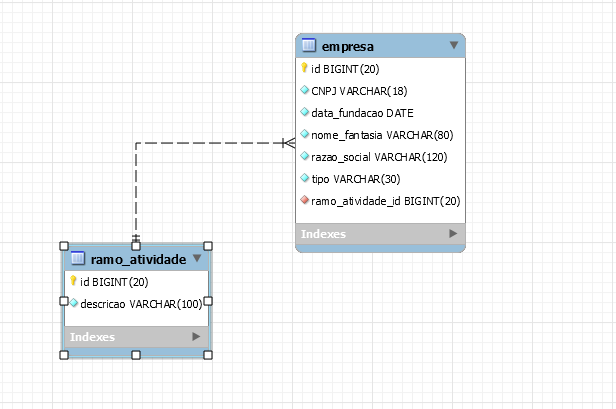 empresa
id BIGINT(20)
CNPJ VARCHAR(18)
data_fundacao DATE
nome_fantasia VARCHAR(80)
razao_social VARCHAR(120)
tipo VARCHAR(30)
ramo_atividade_id BIGINT(20)
Indexes
ramo_atividade
id BIGINT(20)
descricao VARCHAR(100)
Indexes